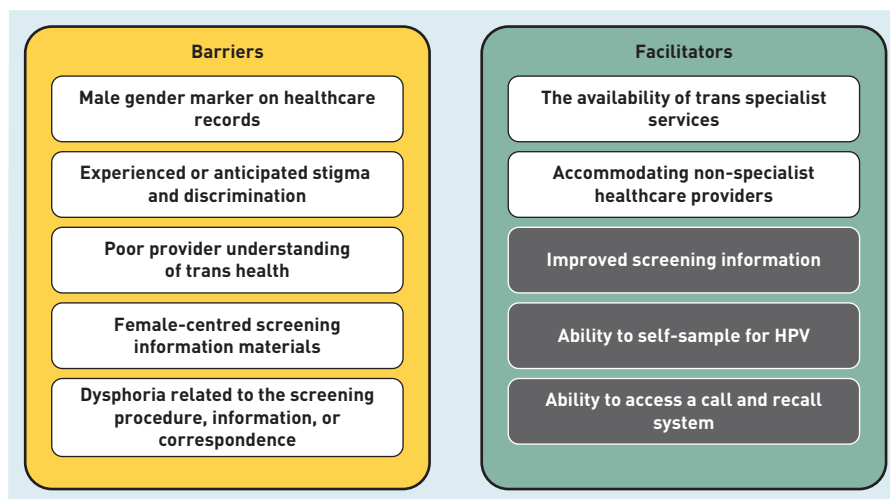 Barriers
Male gender marker on healthcare
records
Experienced or anticipated stigma
and discrimination
Poor provider understanding
of trans health
Female-centred screening
information materials
Dysphoria related to the screening
procedure, information, or
correspondence
Facilitators
The availability of trans specialist
services
Accommodating non-specialist
healthcare providers
Improved screening information
Ability to self-sample for HPV
Ability to access a call and recall
system